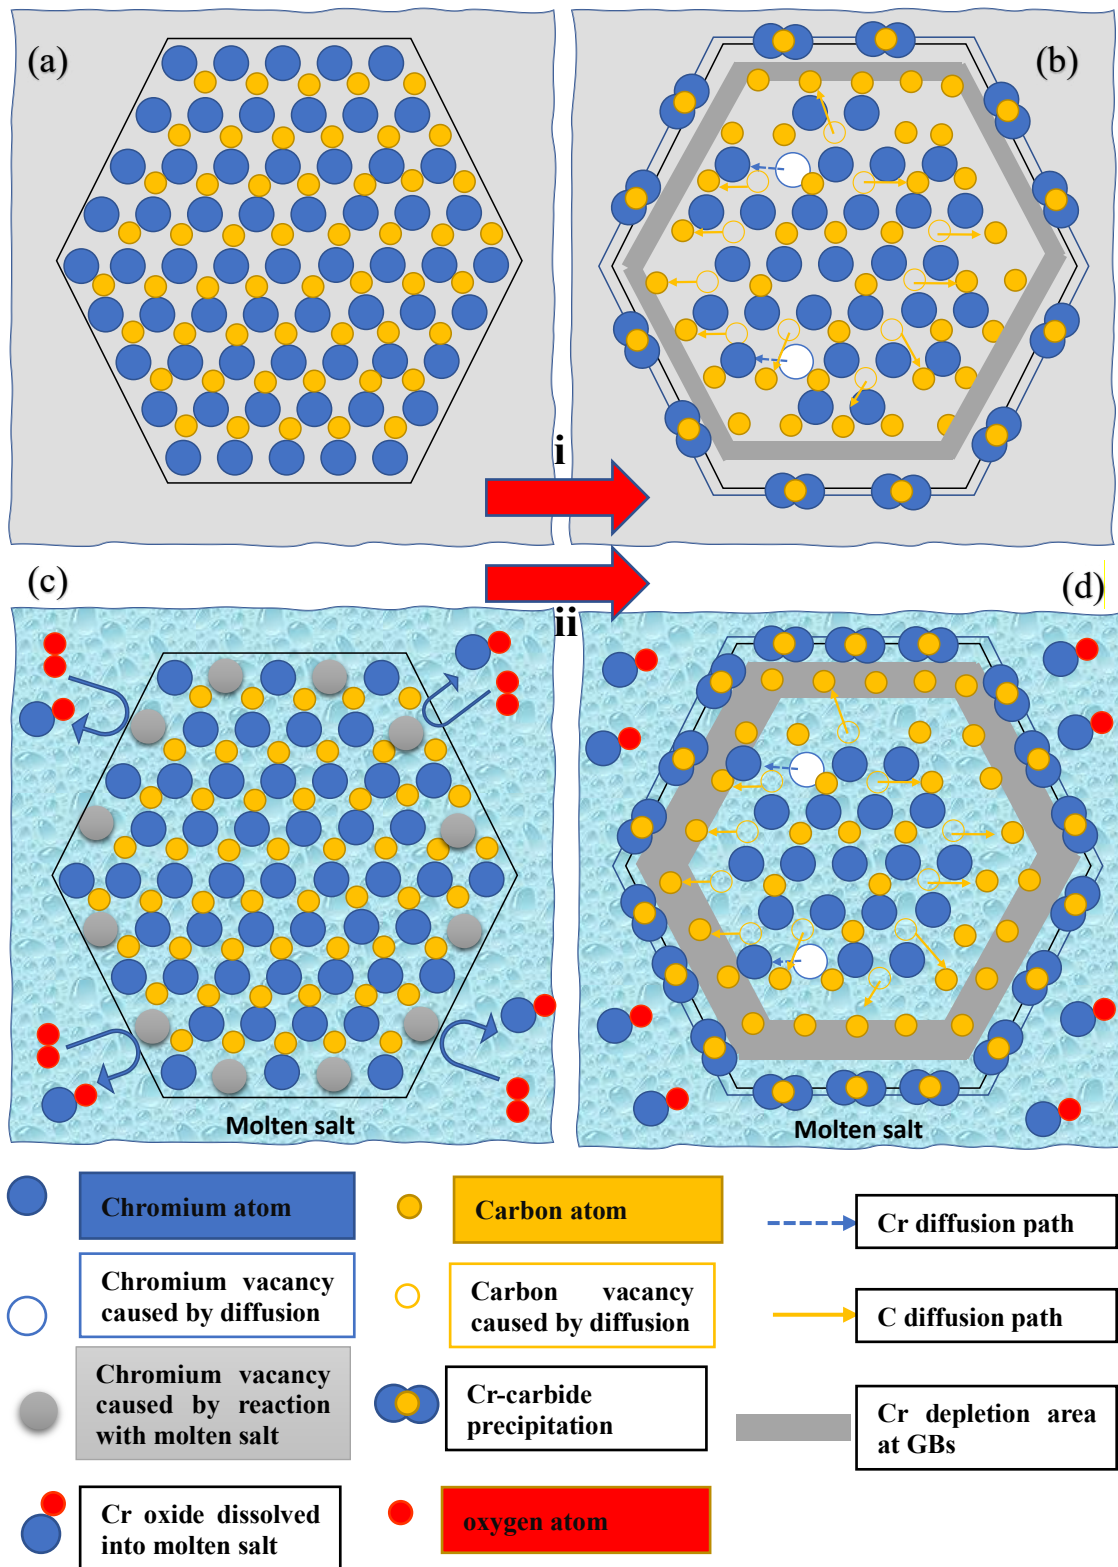 (a)
(b)
i
(c)
(d)
ii
Molten salt
Molten salt
Chromium atom
Carbon atom
Cr diffusion path
Chromium vacancy
caused by diffusion
Carbon vacancy
caused by diffusion
C diffusion path
Chromium vacancy
caused by reaction
with molten salt
Cr-carbide
precipitation
Cr depletion area
at GBs
Cr oxide dissolved
into molten salt
oxygen atom